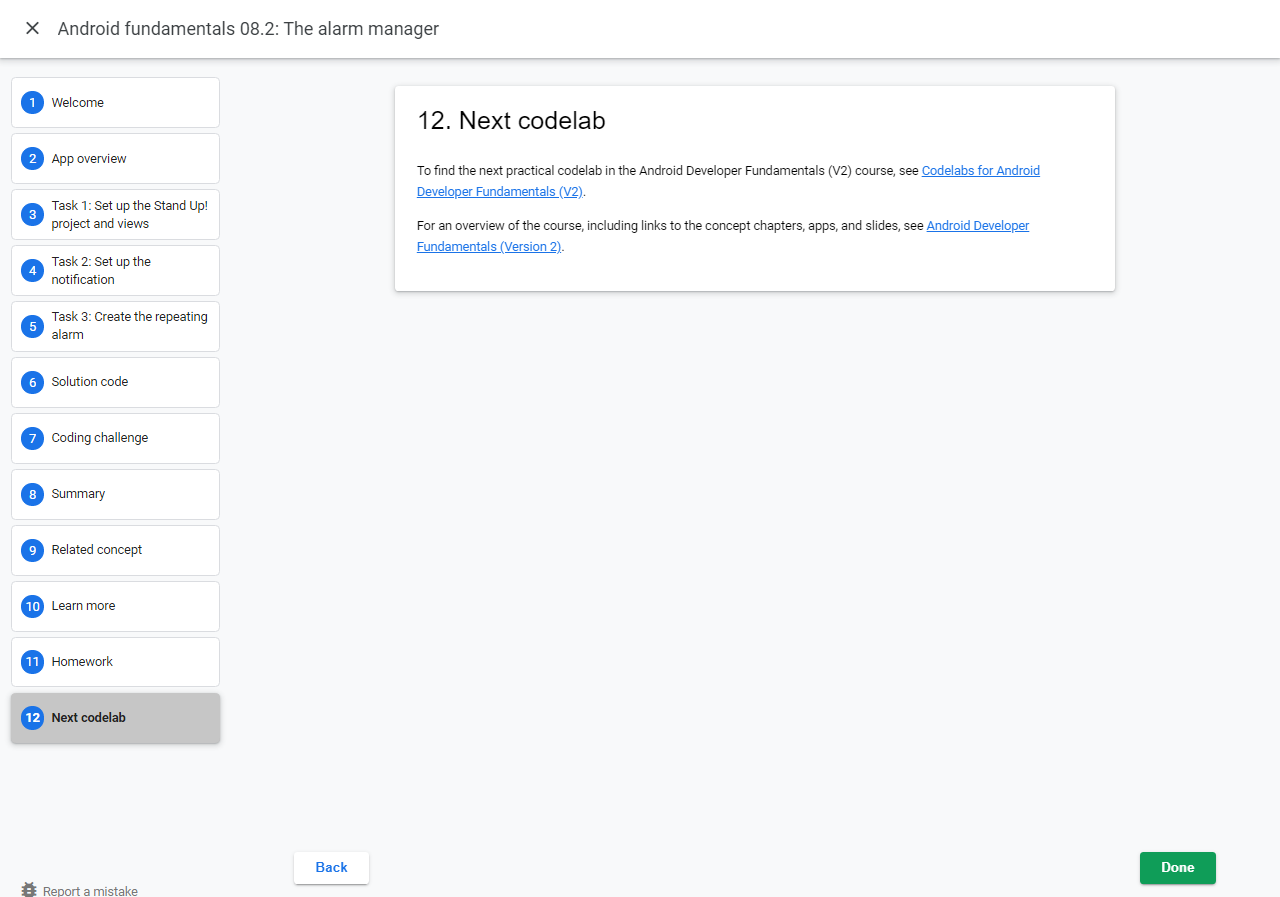 Android fundamentals 08.2: The alarm manager
1 Welcome
2 App overview
3 Task 1: Set up the Stand Up!
project and views
4 Task 2: Set up the
notification
5 Task 3: Create the repeating
alarm
6 Solution code
7 Coding challenge
8 Summary
9 Related concept
10 Learn more
11 Homework
12 Next codelab
12. Next codelab
To find the next practical codelab in the Android Developer Fundamentals (V2) course, see Codelabs for Android
Developer Fundamentals (V2).
For an overview of the course, including links to the concept chapters, apps, and slides, see Android Developer
Fundamentals (Version 2).
Back
Done
Report a mistake